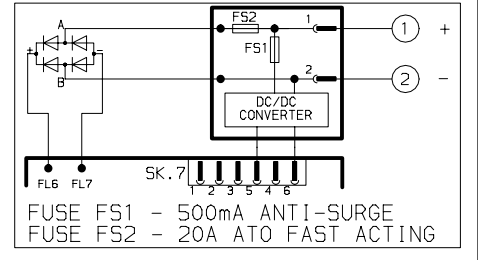 A
FS2
1
1
+
+
-
FS1
B
2
2
-
DC/DC
CONVERTER
SK.7
FL6
FL7
1 2 3 5 4 6
FUSE FS1 - 500mA ANTI-SURGE
FUSE FS2 - 20A ATO FAST ACTING